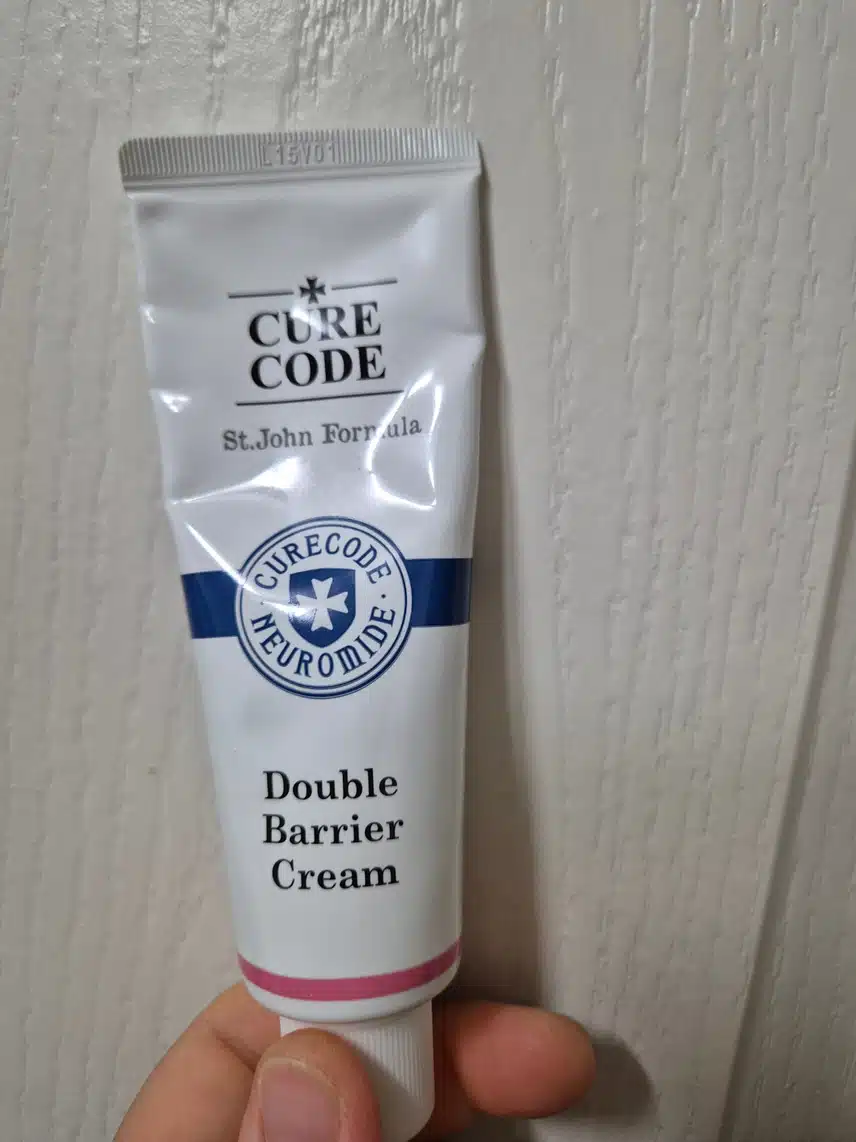 L15V01
CURE
CODE
St.John Formula
CURECODE
NEUROMIDE
Double
Barrier
Cream